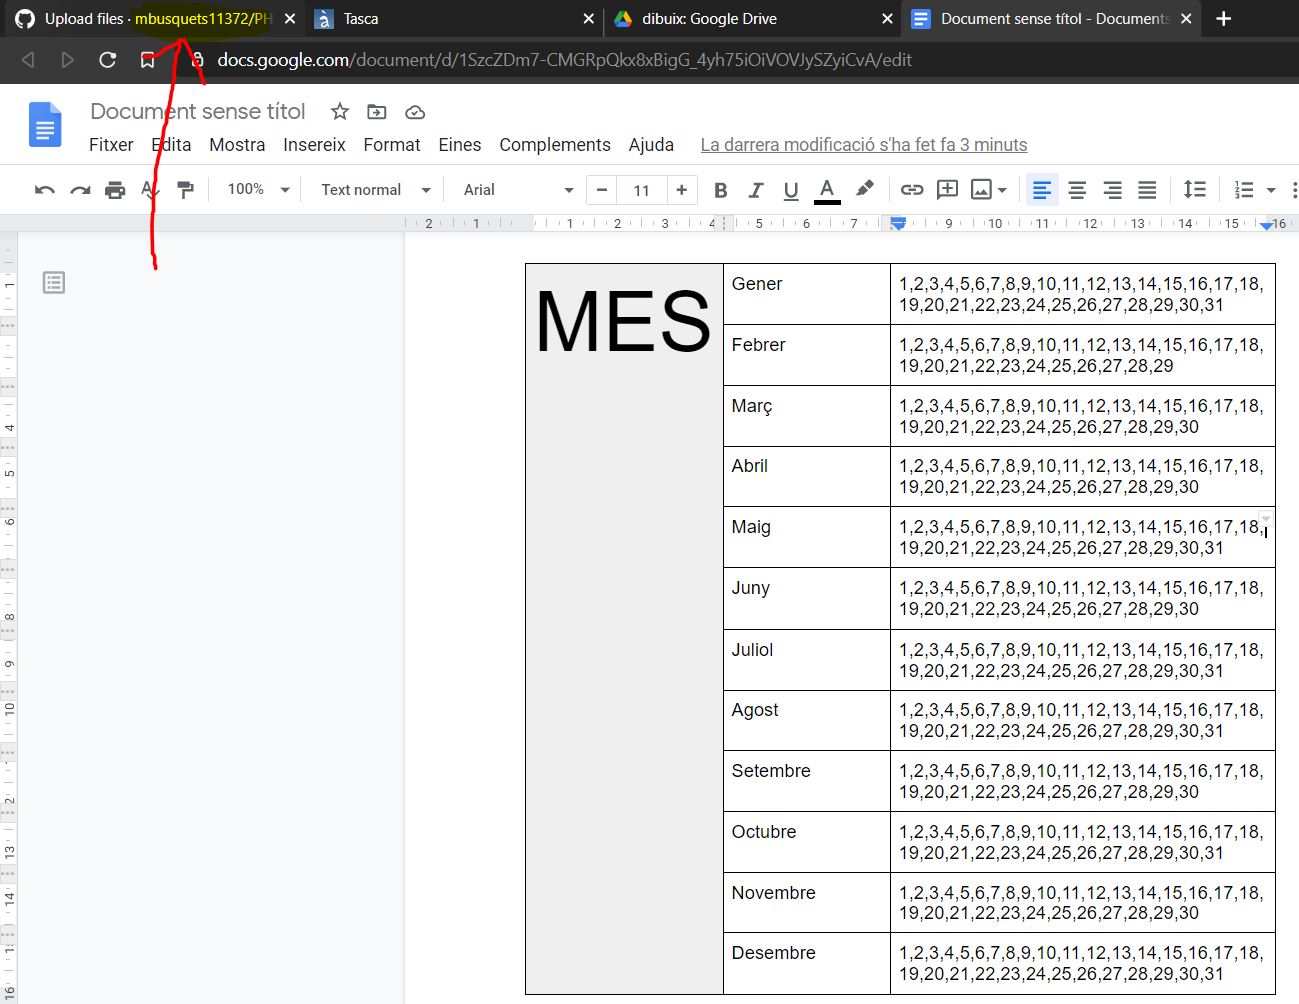 Upload files · mbusquets11372/PH
Tasca
dibuix: Google Drive
Document sense títol - Documents
docs.google.com/document/d/1SzcZDm7-CMGRpQkx8xBigG_4yh75iOiVOVJySZyiCvA/edit
Document sense títol
Fitxer Edita Mostra Insereix Format Eines Complements Ajuda La darrera modificació s'ha fet fa 3 minuts
100% Text normal Arial 11
2 1 1 2 3 4 5 6 7 9 10 11 12 13 14 15 16
MES
Gener
1,2,3,4,5,6,7,8,9,10,11,12,13,14,15,16,17,18,
19,20,21,22,23,24,25,26,27,28,29,30,31
Febrer
1,2,3,4,5,6,7,8,9,10,11,12,13,14,15,16,17,18,
19,20,21,22,23,24,25,26,27,28,29
Març
1,2,3,4,5,6,7,8,9,10,11,12,13,14,15,16,17,18,
19,20,21,22,23,24,25,26,27,28,29,30
Abril
1,2,3,4,5,6,7,8,9,10,11,12,13,14,15,16,17,18,
19,20,21,22,23,24,25,26,27,28,29,30
Maig
1,2,3,4,5,6,7,8,9,10,11,12,13,14,15,16,17,18,
19,20,21,22,23,24,25,26,27,28,29,30,31
Juny
1,2,3,4,5,6,7,8,9,10,11,12,13,14,15,16,17,18,
19,20,21,22,23,24,25,26,27,28,29,30
Juliol
1,2,3,4,5,6,7,8,9,10,11,12,13,14,15,16,17,18,
19,20,21,22,23,24,25,26,27,28,29,30,31
Agost
1,2,3,4,5,6,7,8,9,10,11,12,13,14,15,16,17,18,
19,20,21,22,23,24,25,26,27,28,29,30,31
Setembre
1,2,3,4,5,6,7,8,9,10,11,12,13,14,15,16,17,18,
19,20,21,22,23,24,25,26,27,28,29,30
Octubre
1,2,3,4,5,6,7,8,9,10,11,12,13,14,15,16,17,18,
19,20,21,22,23,24,25,26,27,28,29,30,31
Novembre
1,2,3,4,5,6,7,8,9,10,11,12,13,14,15,16,17,18,
19,20,21,22,23,24,25,26,27,28,29,30
Desembre
1,2,3,4,5,6,7,8,9,10,11,12,13,14,15,16,17,18,
19,20,21,22,23,24,25,26,27,28,29,30,31